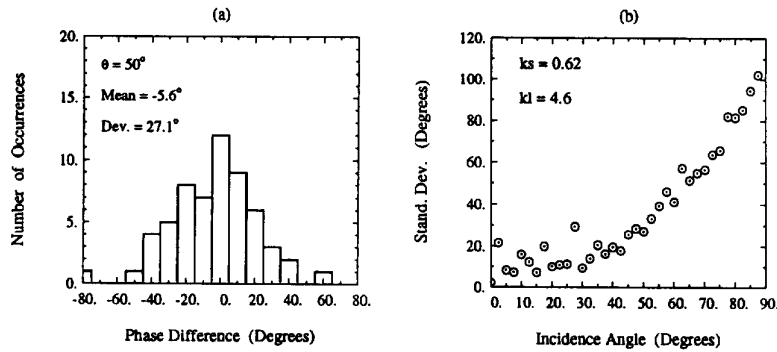 (a)
20.
15.
10.
5.
0.
Number of Occurrences
θ = 50°
Mean = -5.6°
Dev. = 27.1°
-80. -60. -40. -20. 0. 20. 40. 60. 80.
Phase Difference (Degrees)
(b)
120.
100.
80.
60.
40.
20.
0.
Stand. Dev. (Degrees)
ks = 0.62
kl = 4.6
0. 10. 20. 30. 40. 50. 60. 70. 80. 90.
Incidence Angle (Degrees)